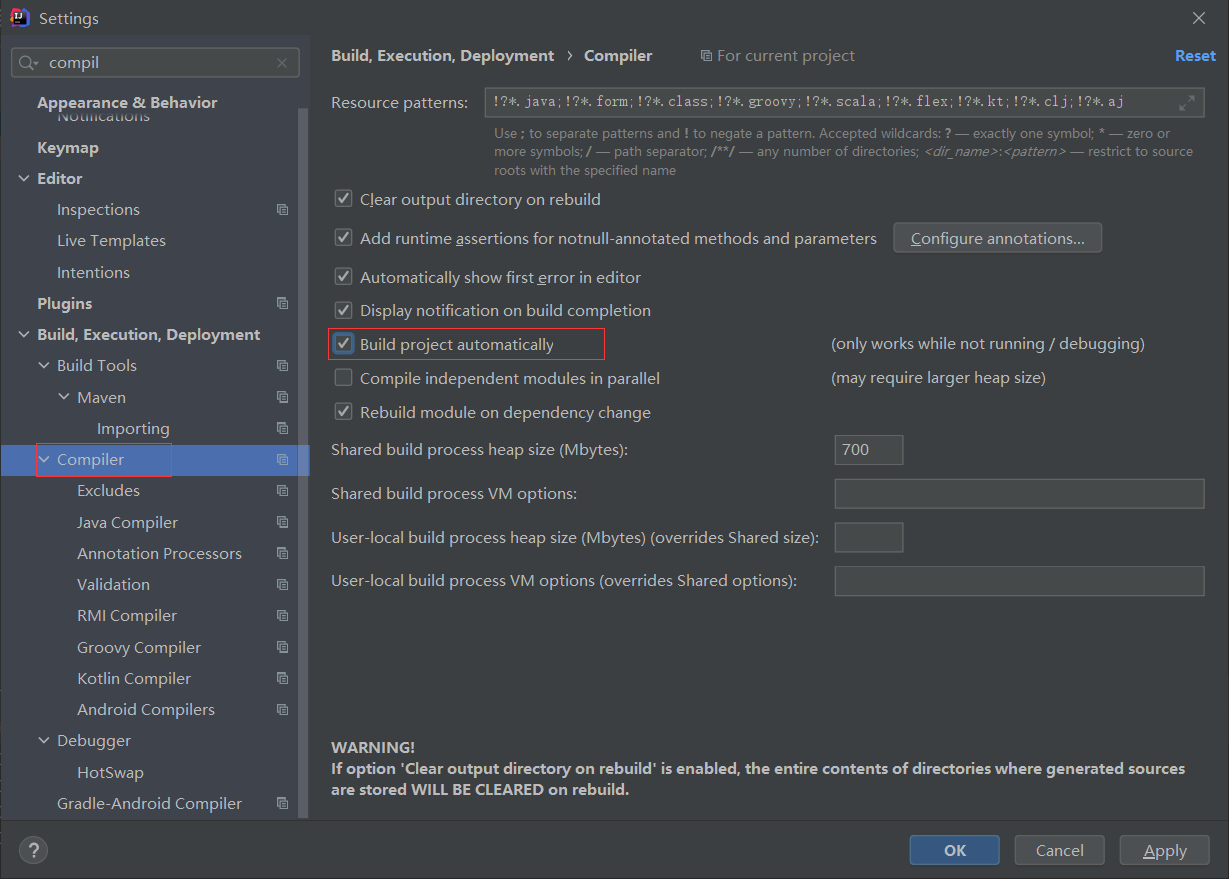 Settings
compil
Appearance & Behavior
Notifications
Keymap
Editor
Inspections
Live Templates
Intentions
Plugins
Build, Execution, Deployment
Build Tools
Maven
Importing
Compiler
Excludes
Java Compiler
Annotation Processors
Validation
RMI Compiler
Groovy Compiler
Kotlin Compiler
Android Compilers
Debugger
HotSwap
Gradle-Android Compiler
Build, Execution, Deployment › Compiler For current project Reset
Resource patterns: !?*.java;!?*.form;!?*.class;!?*.groovy;!?*.scala;!?*.flex;!?*.kt;!?*.clj;!?*.aj
Use ; to separate patterns and ! to negate a pattern. Accepted wildcards: ? — exactly one symbol; * — zero or
more symbols; / — path separator; /**/ — any number of directories; <dir_name>:<pattern> — restrict to source
roots with the specified name
Clear output directory on rebuild
Add runtime assertions for notnull-annotated methods and parameters Configure annotations...
Automatically show first error in editor
Display notification on build completion
Build project automatically (only works while not running / debugging)
Compile independent modules in parallel (may require larger heap size)
Rebuild module on dependency change
Shared build process heap size (Mbytes): 700
Shared build process VM options:
User-local build process heap size (Mbytes) (overrides Shared size):
User-local build process VM options (overrides Shared options):
WARNING!
If option 'Clear output directory on rebuild' is enabled, the entire contents of directories where generated sources
are stored WILL BE CLEARED on rebuild.
? OK Cancel Apply